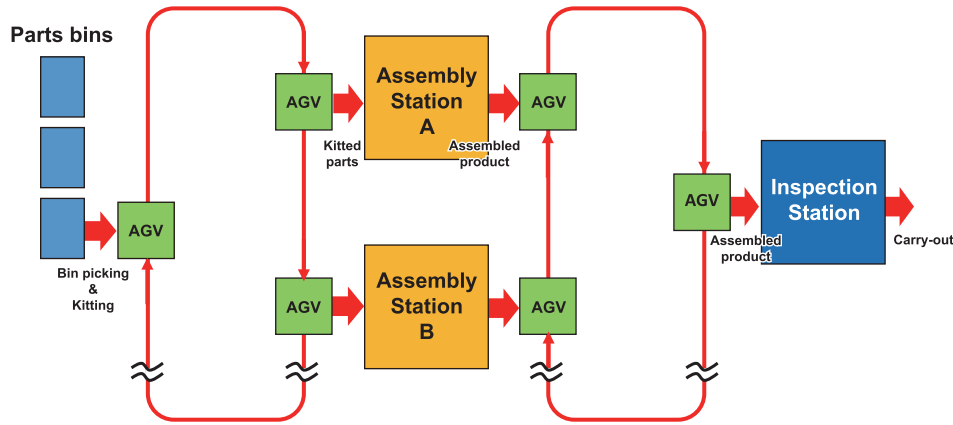 Parts bins
AGV
Bin picking
&
Kitting
AGV
Kitted
parts
Assembly
Station
A
Assembled
product
AGV
AGV
Assembly
Station
B
AGV
AGV
Assembled
product
Inspection
Station
Carry-out